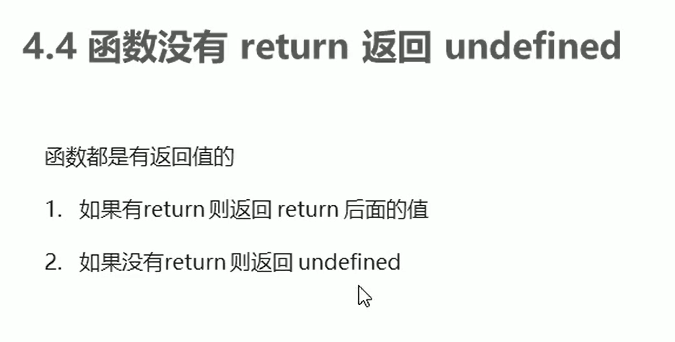 4.4 函数没有 return 返回 undefined
函数都是有返回值的
1. 如果有return 则返回 return 后面的值
2. 如果没有return 则返回 undefined